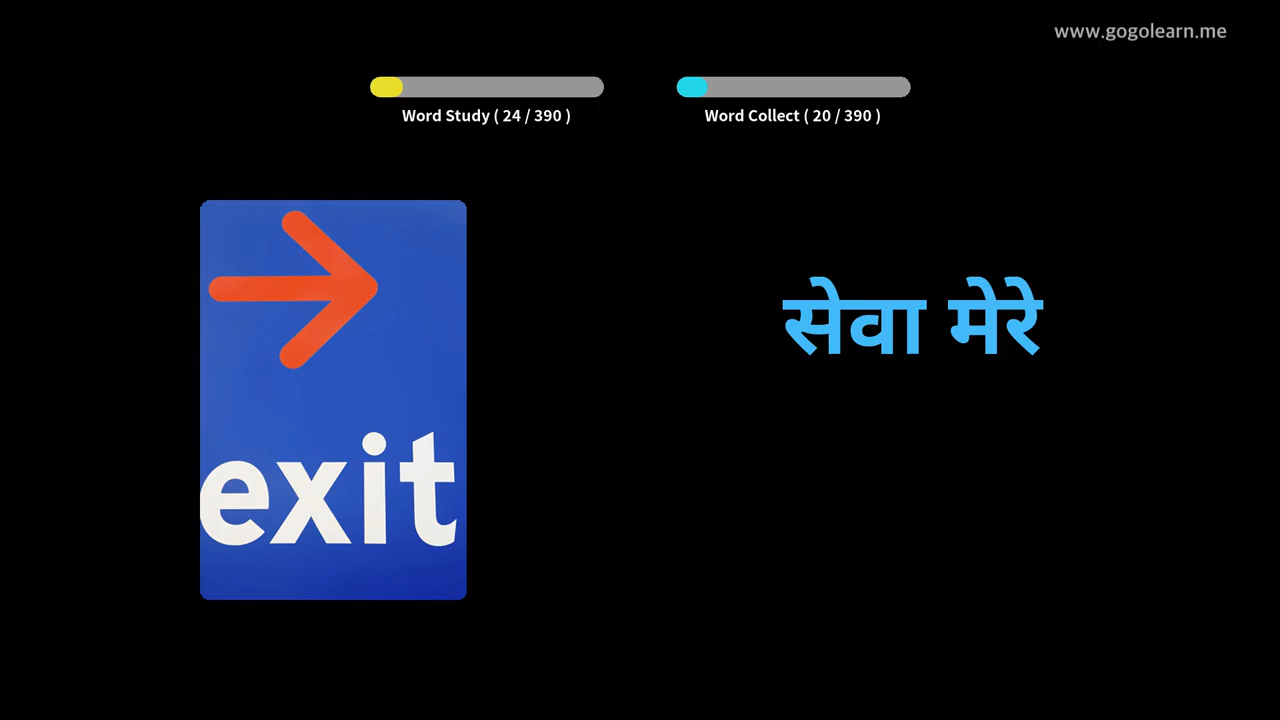 www.gogolearn.me
Word Study ( 24 / 390 )
Word Collect ( 20 / 390 )
exit
सेवा मेरे